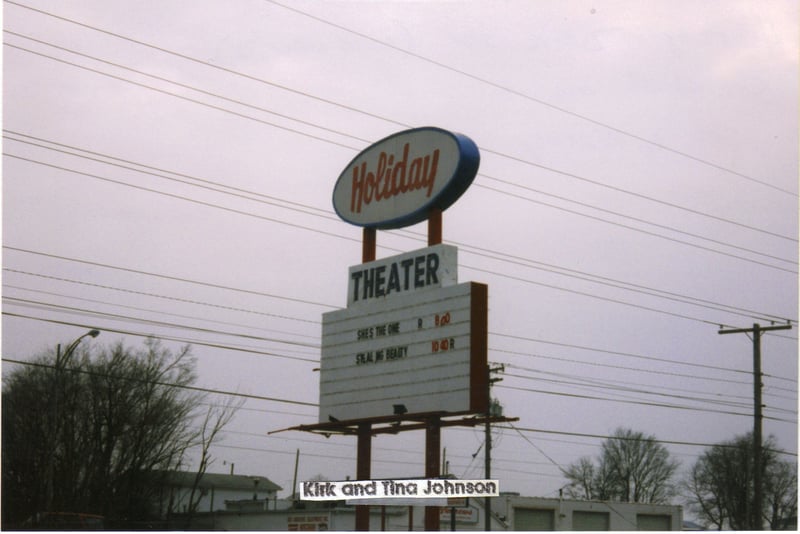 Holiday
THEATER
SHES THE ONE R 8 00
STEALING BEAUTY 10 40 R
Kirk and Tina Johnson